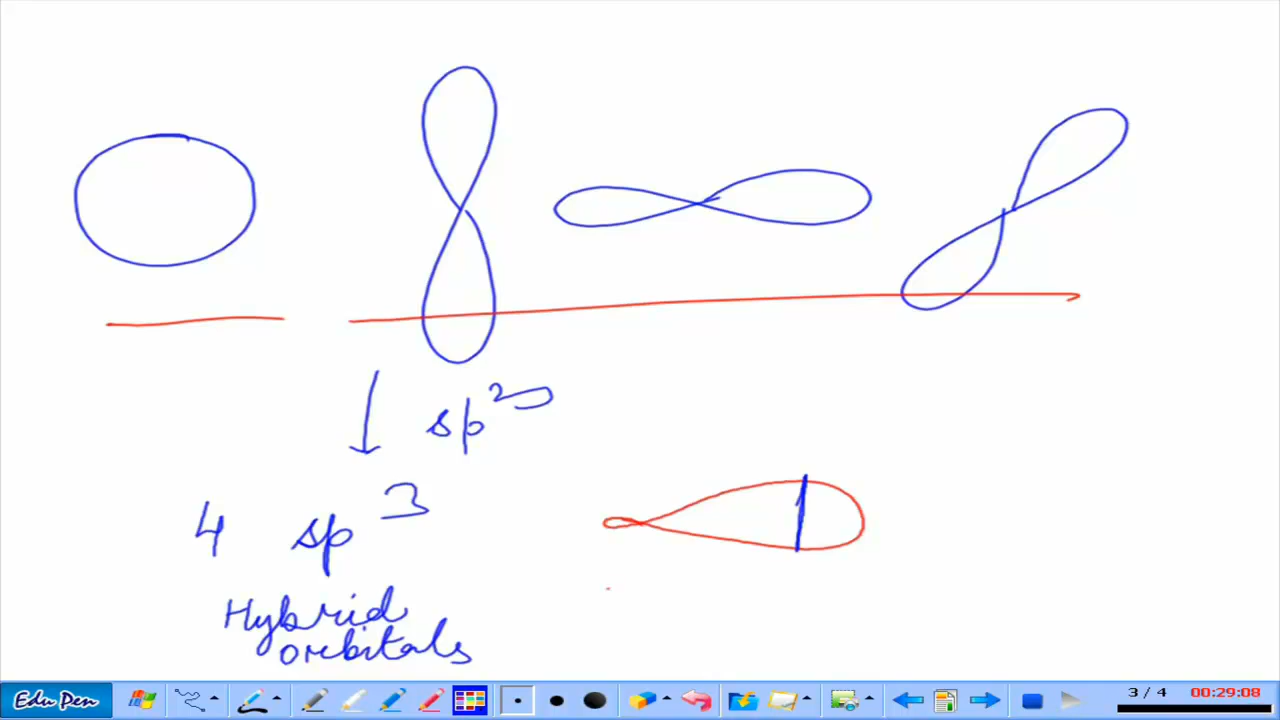 sp³
4 sp³
Hybrid
orbitals
Edu Pen
3 / 4
00:29:08